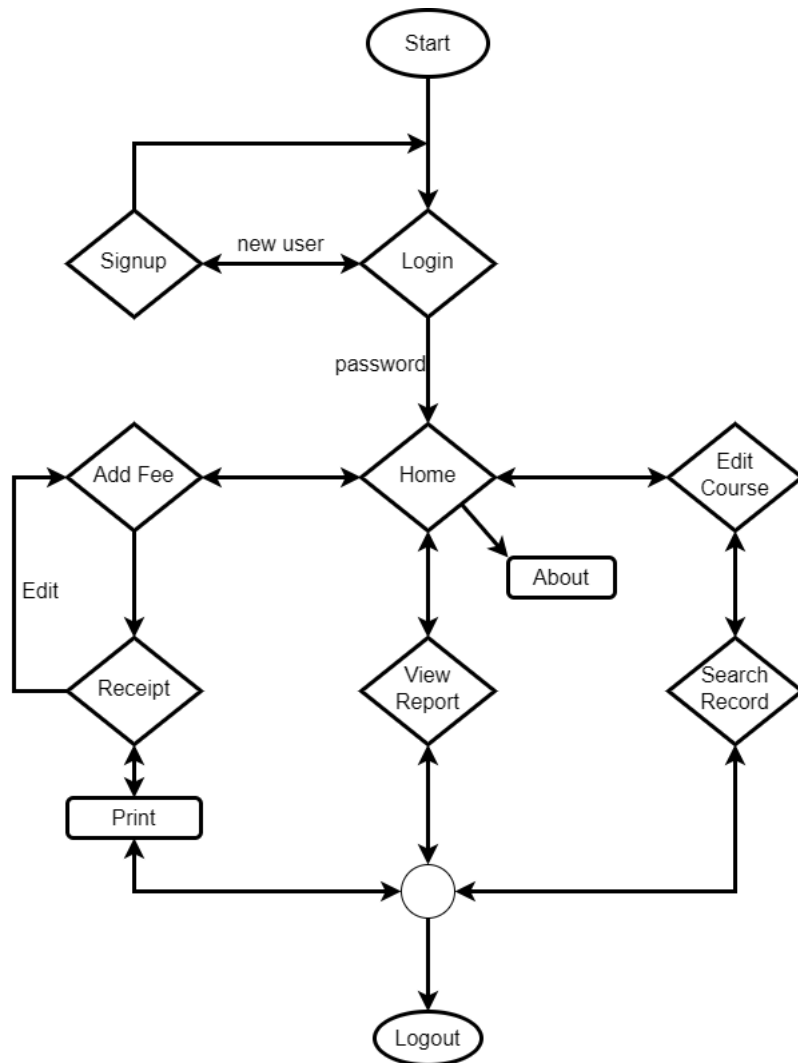 Start
Signup
new user
Login
password
Add Fee
Home
Edit
Course
About
Edit
Receipt
View
Report
Search
Record
Print
Logout